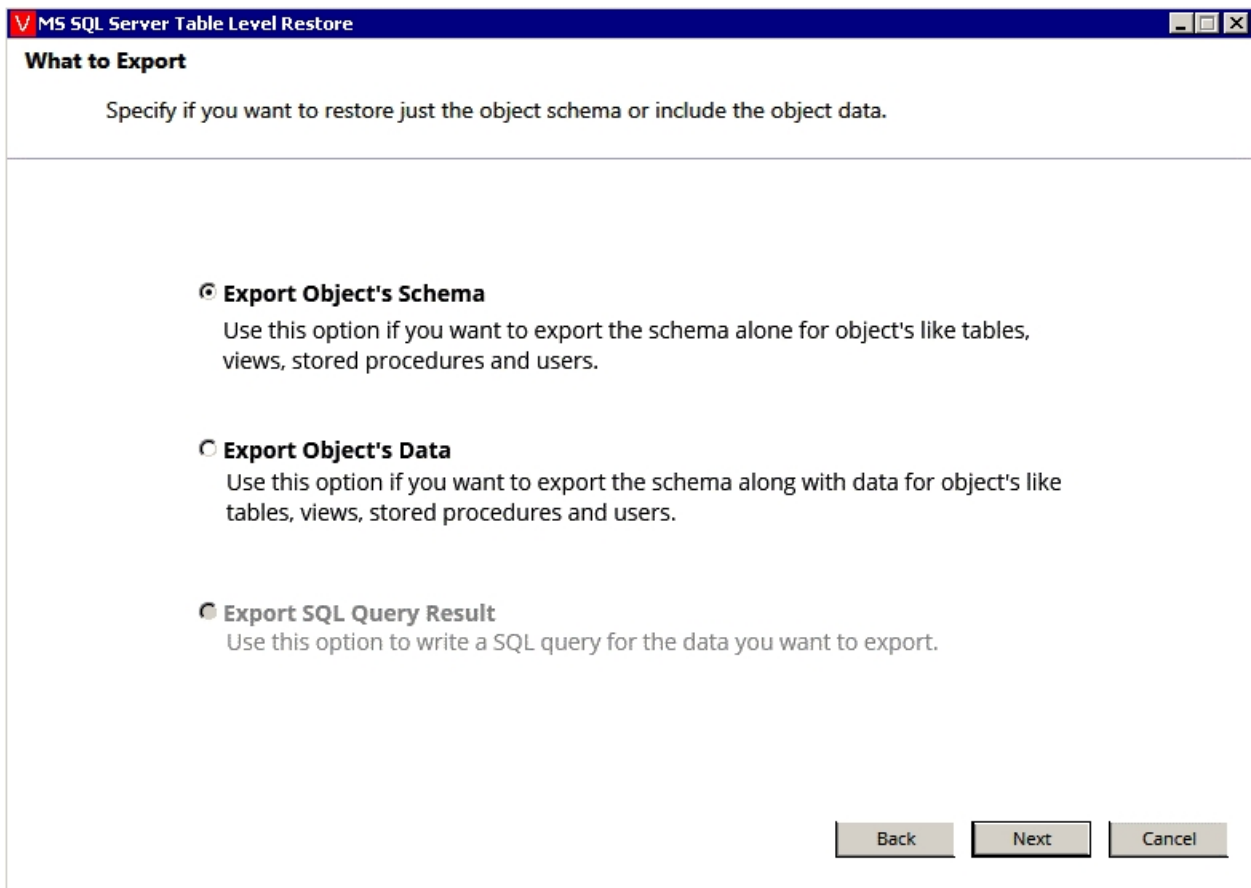 V MS SQL Server Table Level Restore
What to Export
Specify if you want to restore just the object schema or include the object data.
Export Object's Schema
Use this option if you want to export the schema alone for object's like tables,
views, stored procedures and users.
Export Object's Data
Use this option if you want to export the schema along with data for object's like
tables, views, stored procedures and users.
Export SQL Query Result
Use this option to write a SQL query for the data you want to export.
Back Next Cancel